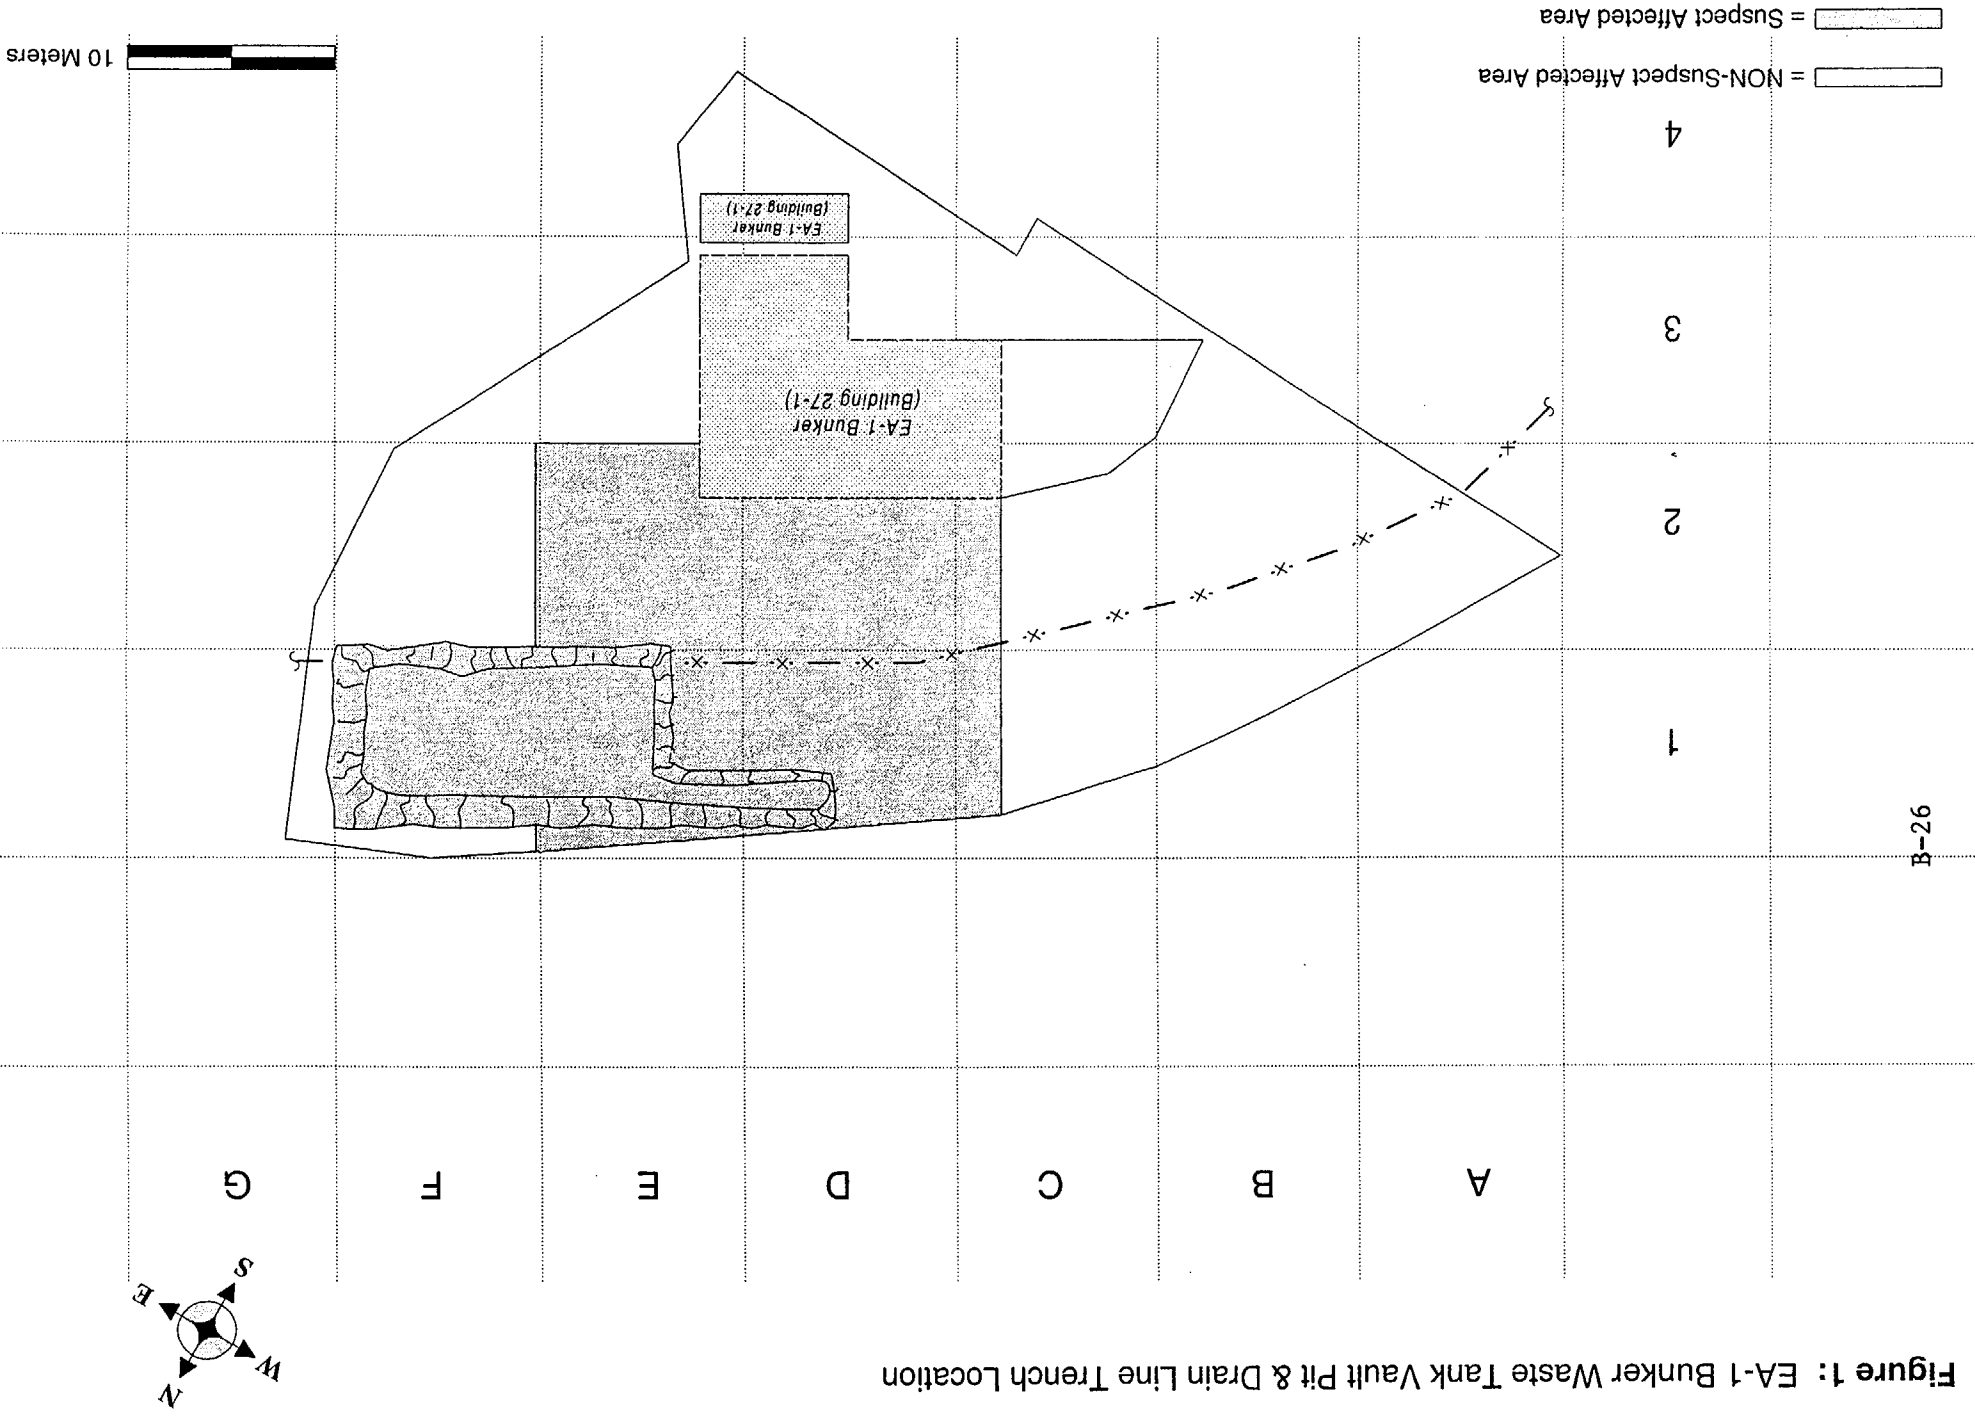 Figure 1: EA-1 Bunker Waste Tank Vault Pit & Drain Line Trench Location
N
W
E
S
A
B
C
D
E
F
G
B-26
1
2
3
4
EA-1 Bunker
(Building 27-1)
EA-1 Bunker
(Building 27-1)
= NON-Suspect Affected Area
= Suspect Affected Area
10 Meters